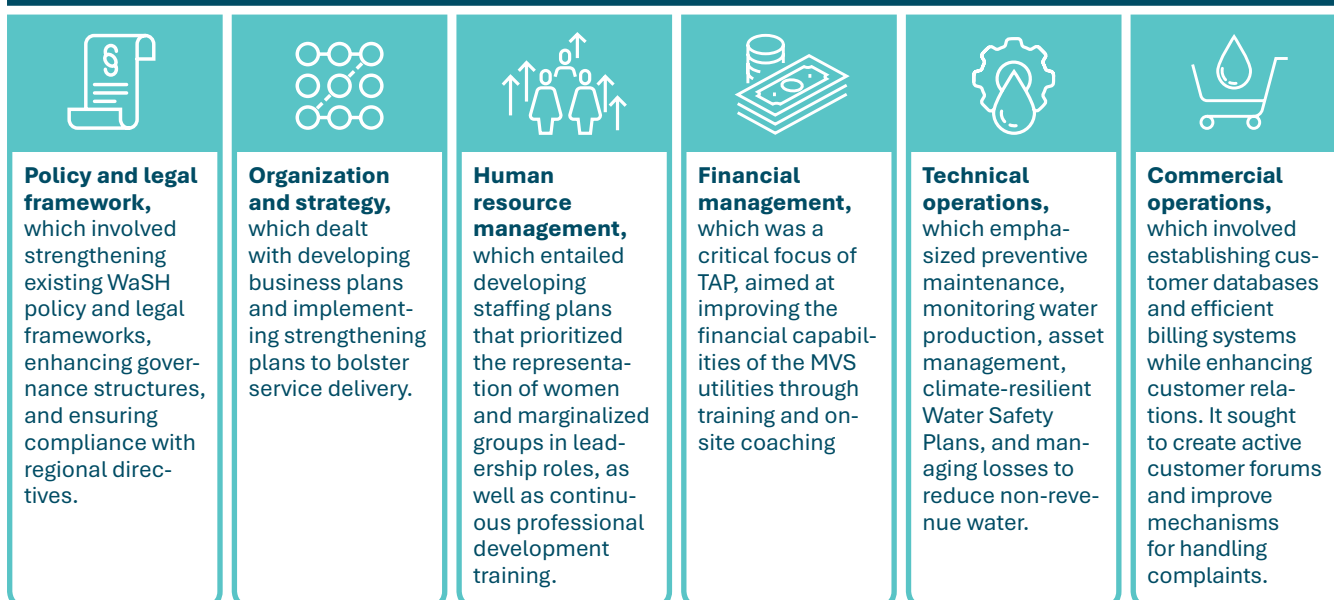 §
Policy and legal
framework,
which involved
strengthening
existing WaSH
policy and legal
frameworks,
enhancing gover-
nance structures,
and ensuring
compliance with
regional direc-
tives.
Organization
and strategy,
which dealt
with developing
business plans
and implement-
ing strengthening
plans to bolster
service delivery.
Human
resource
management,
which entailed
developing
staffing plans
that prioritized
the representa-
tion of women
and marginalized
groups in lead-
ership roles, as
well as continu-
ous professional
development
training.
Financial
management,
which was a
critical focus of
TAP, aimed at
improving the
financial capabil-
ities of the MVS
utilities through
training and on-
site coaching
Technical
operations,
which empha-
sized preventive
maintenance,
monitoring water
production, asset
management,
climate-resilient
Water Safety
Plans, and man-
aging losses to
reduce non-reve-
nue water.
Commercial
operations,
which involved
establishing cus-
tomer databases
and efficient
billing systems
while enhancing
customer rela-
tions. It sought
to create active
customer forums
and improve
mechanisms
for handling
complaints.